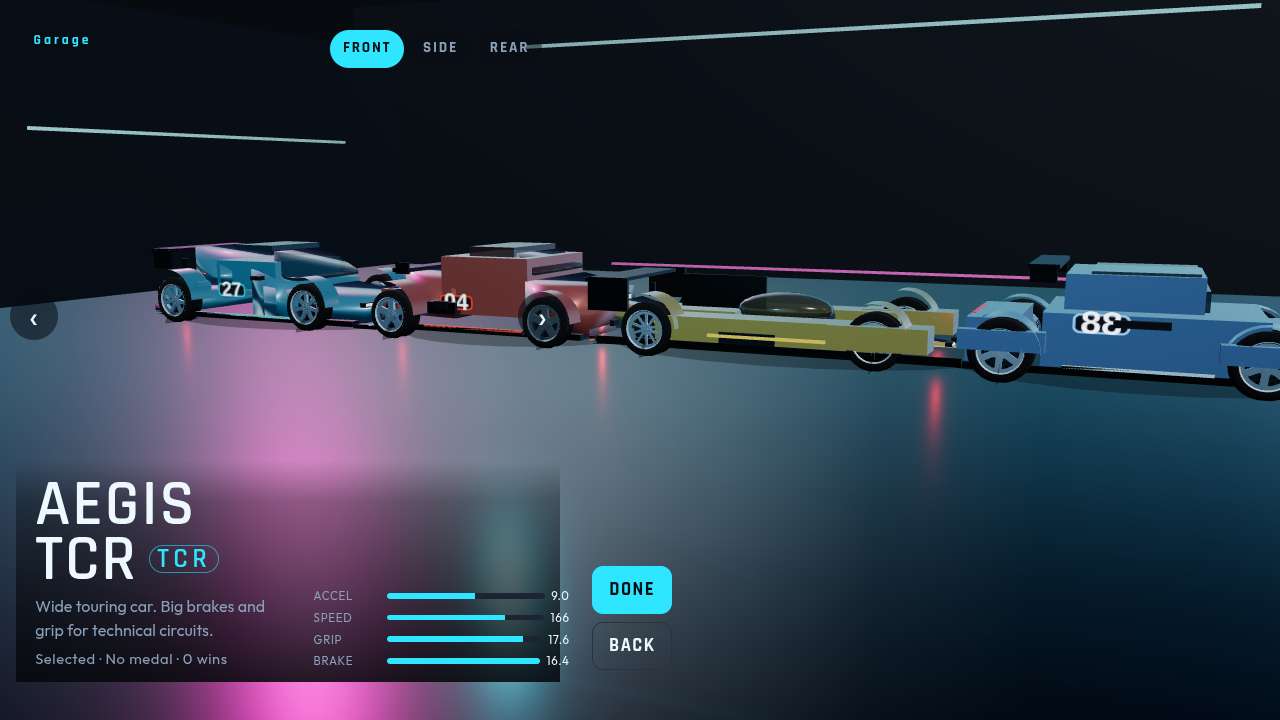 Garage
FRONT SIDE REAR
27
04
88
AEGIS
TCR TCR
Wide touring car. Big brakes and
grip for technical circuits.
Selected · No medal · 0 wins
ACCEL 9.0
SPEED 166
GRIP 17.6
BRAKE 16.4
DONE
BACK